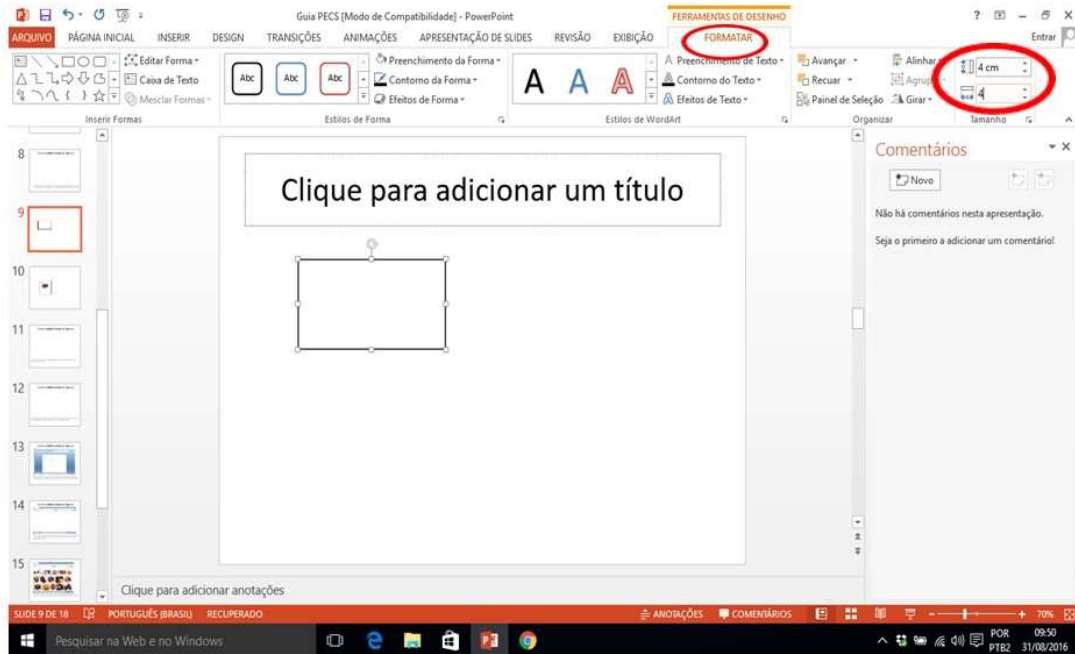 Guia PECS [Modo de Compatibilidade] - PowerPoint
FERRAMENTAS DE DESENHO
ARQUIVO PÁGINA INICIAL INSERIR DESIGN TRANSIÇÕES ANIMAÇÕES APRESENTAÇÃO DE SLIDES REVISÃO EXIBIÇÃO FORMATAR Entrar
Editar Forma
Caixa de Texto
Mesclar Formas
Inserir Formas
Abc Abc Abc
Preenchimento da Forma
Contorno da Forma
Efeitos de Forma
Estilos de Forma
A A A
Preenchimento de Texto
Contorno do Texto
Efeitos de Texto
Estilos de WordArt
Avançar
Recuar
Painel de Seleção
Alinhar
Agrup
Girar
Organizar
4 cm
4
Tamanho
8
9
10
11
12
13
14
15
Clique para adicionar um título
Comentários
Novo
Não há comentários nesta apresentação.
Seja o primeiro a adicionar um comentário!
Clique para adicionar anotações
SLIDE 9 DE 18 PORTUGUÊS (BRASIL) RECUPERADO ANOTAÇÕES COMENTÁRIOS 70%
Pesquisar na Web e no Windows
POR
PTB2
09:50
31/08/2016